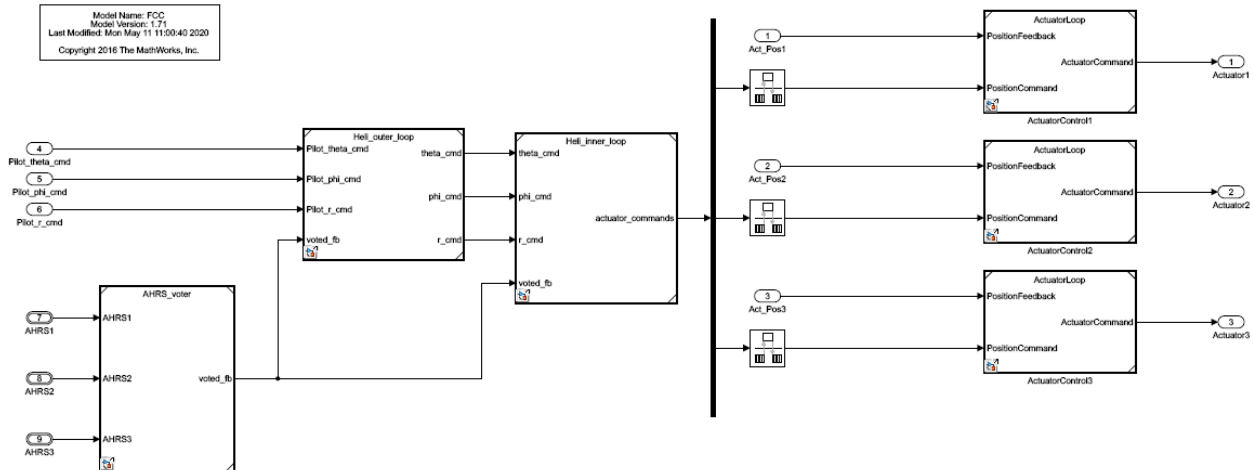 Model Name: FCC
Model Version: 1.71
Last Modified: Mon May 11 11:00:40 2020
Copyright 2016 The MathWorks, Inc.
4
Pilot_theta_cmd
5
Pilot_phi_cmd
6
Pilot_r_cmd
Heli_outer_loop
Pilot_theta_cmd
theta_cmd
Pilot_phi_cmd
phi_cmd
Pilot_r_cmd
r_cmd
voted_fb
Heli_inner_loop
theta_cmd
phi_cmd
actuator_commands
r_cmd
voted_fb
7
AHRS1
8
AHRS2
9
AHRS3
AHRS_voter
AHRS1
AHRS2
voted_fb
AHRS3
1
Act_Pos1
ActuatorLoop
PositionFeedback
ActuatorCommand
PositionCommand
ActuatorControl1
1
Actuator1
2
Act_Pos2
ActuatorLoop
PositionFeedback
ActuatorCommand
PositionCommand
ActuatorControl2
2
Actuator2
3
Act_Pos3
ActuatorLoop
PositionFeedback
ActuatorCommand
PositionCommand
ActuatorControl3
3
Actuator3